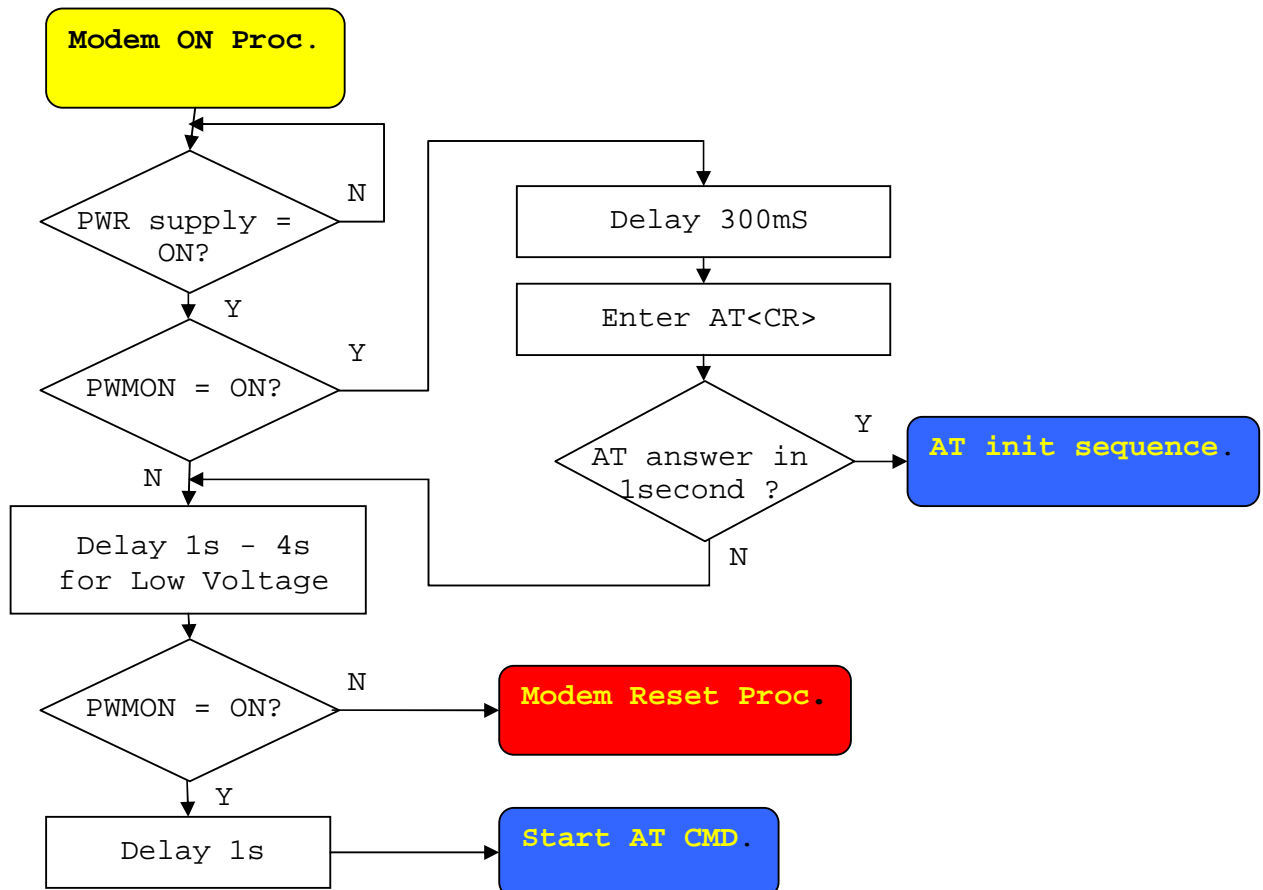 Modem ON Proc.
N
PWR supply =
ON?
Y
PWMON = ON?
Y
N
Delay 300mS
Enter AT<CR>
AT answer in
1second ?
Y
AT init sequence.
N
Delay 1s - 4s
for Low Voltage
PWMON = ON?
N
Modem Reset Proc.
Y
Delay 1s
Start AT CMD.